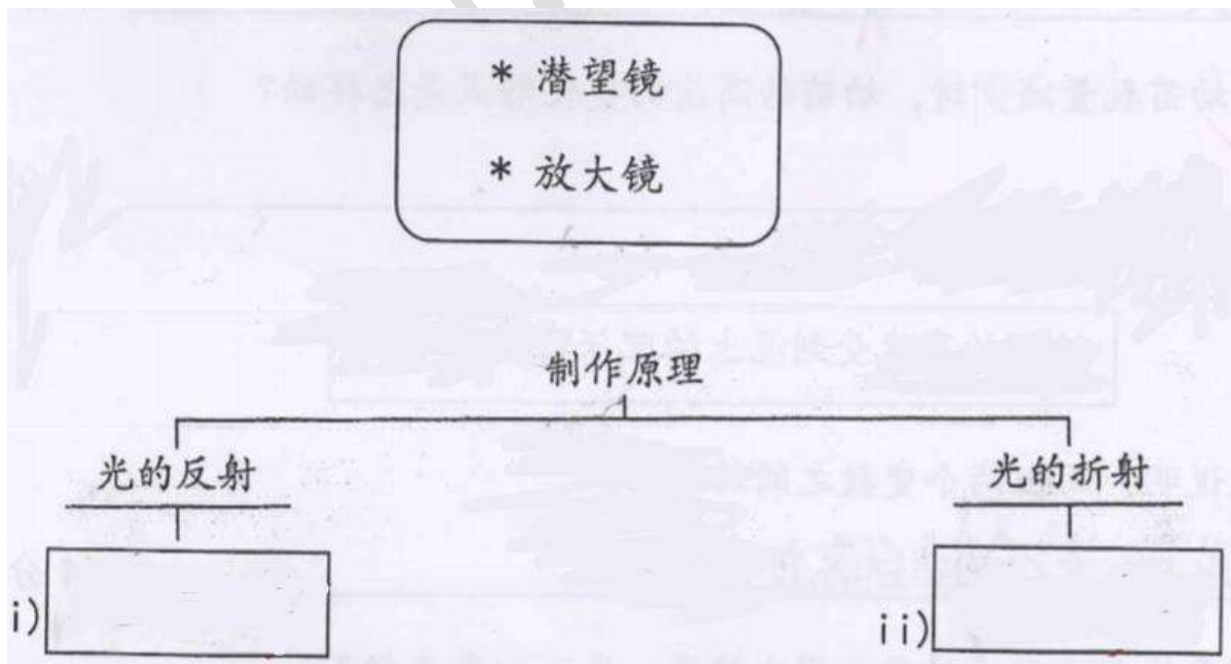 * 潜望镜
* 放大镜
制作原理
光的反射 光的折射
i) ii)